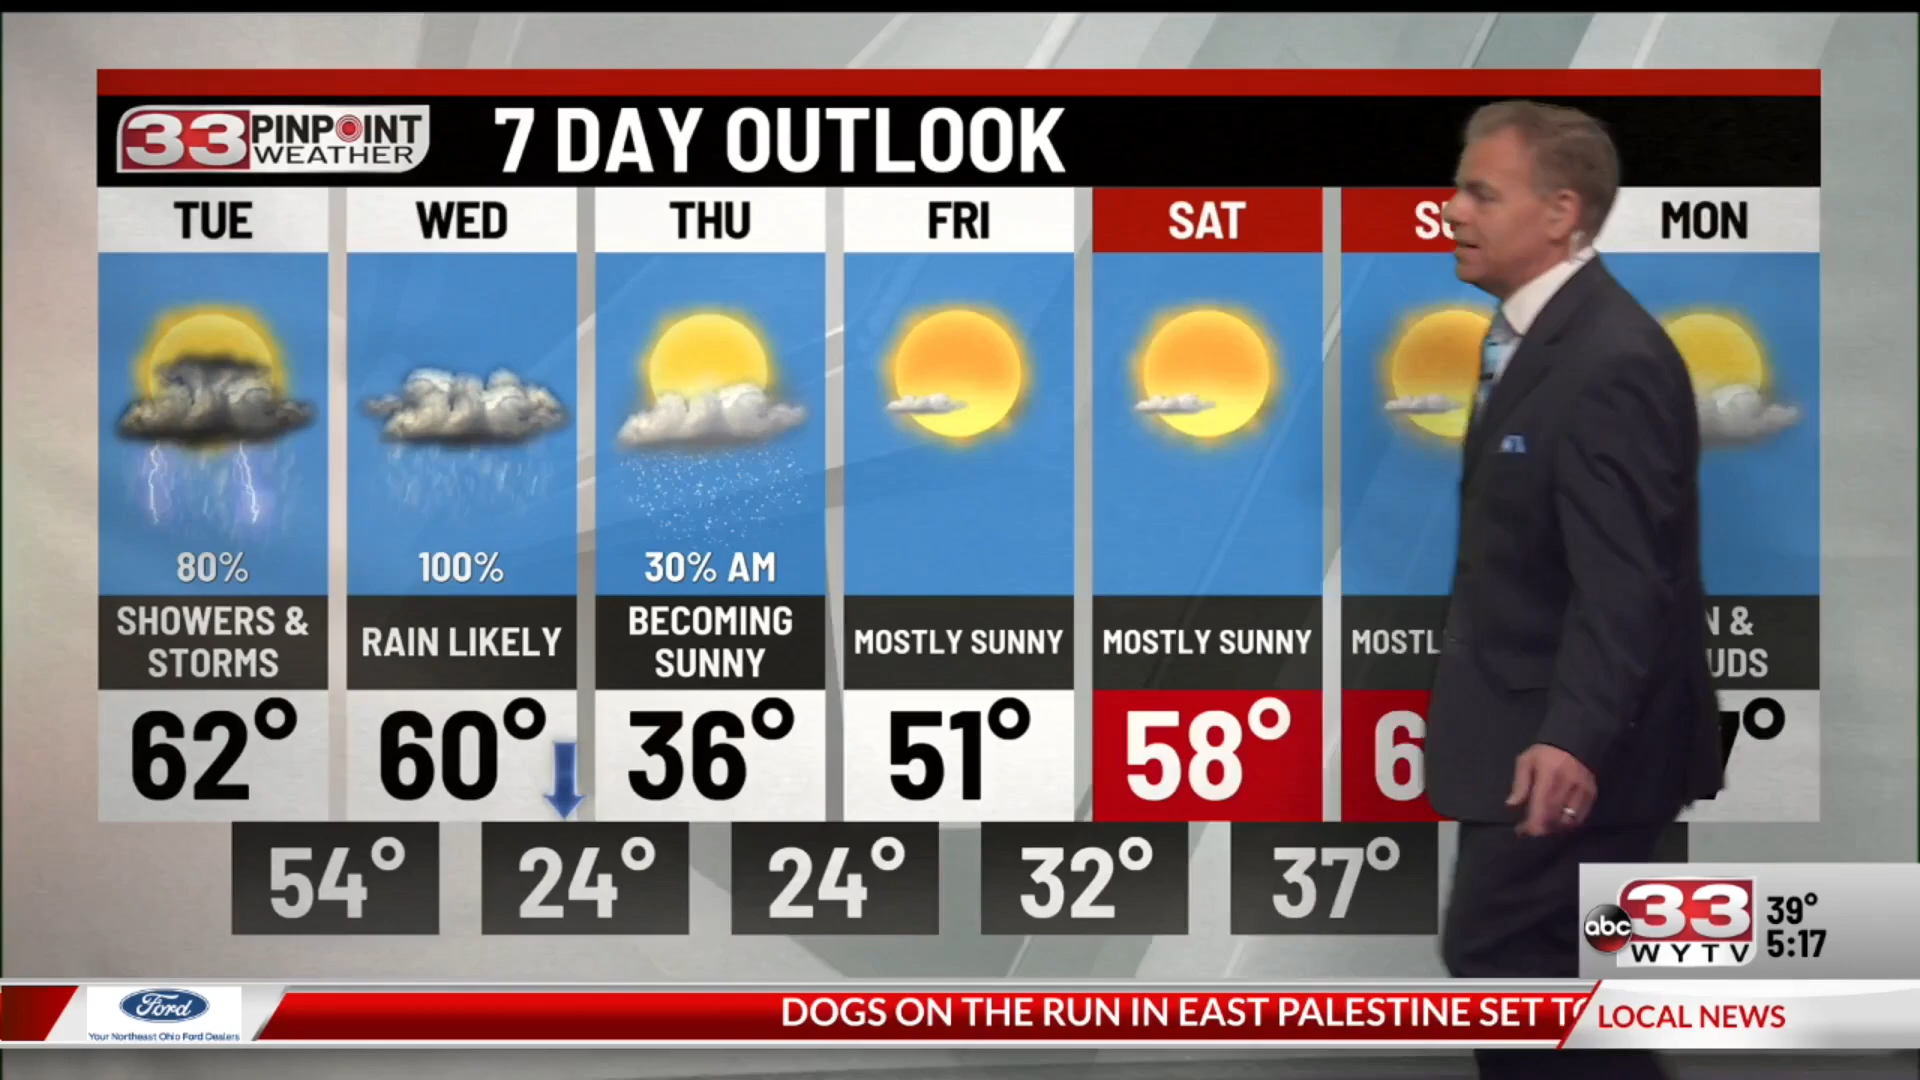 33 PINPOINT WEATHER
7 DAY OUTLOOK
TUE WED THU FRI SAT MON
80% 100% 30% AM
SHOWERS & STORMS
RAIN LIKELY
BECOMING SUNNY
MOSTLY SUNNY
MOSTLY SUNNY
62° 60° 36° 51° 58°
54° 24° 24° 32° 37°
abc 33 WYTV
39°
5:17
Ford
Your Northeast Ohio Ford Dealers
DOGS ON THE RUN IN EAST PALESTINE SET
LOCAL NEWS